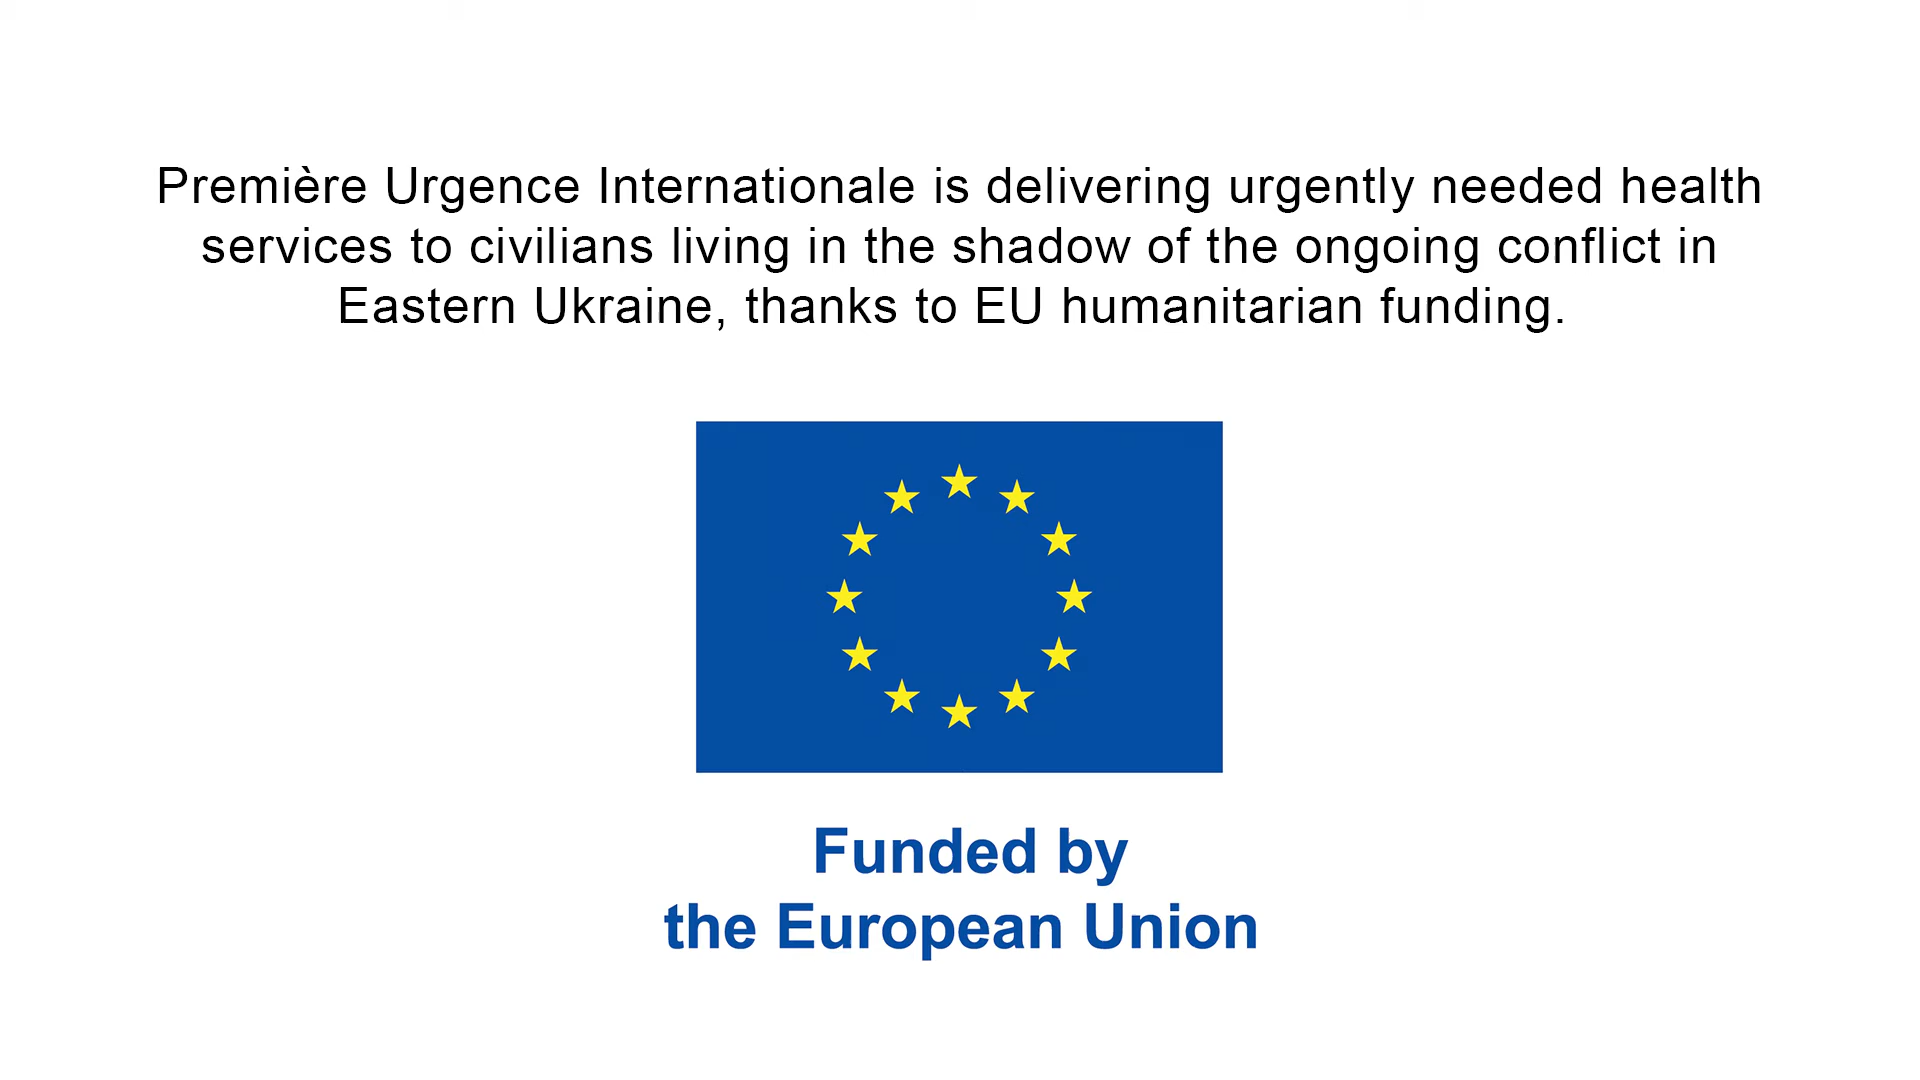 Première Urgence Internationale is delivering urgently needed health
services to civilians living in the shadow of the ongoing conflict in
Eastern Ukraine, thanks to EU humanitarian funding.
Funded by
the European Union